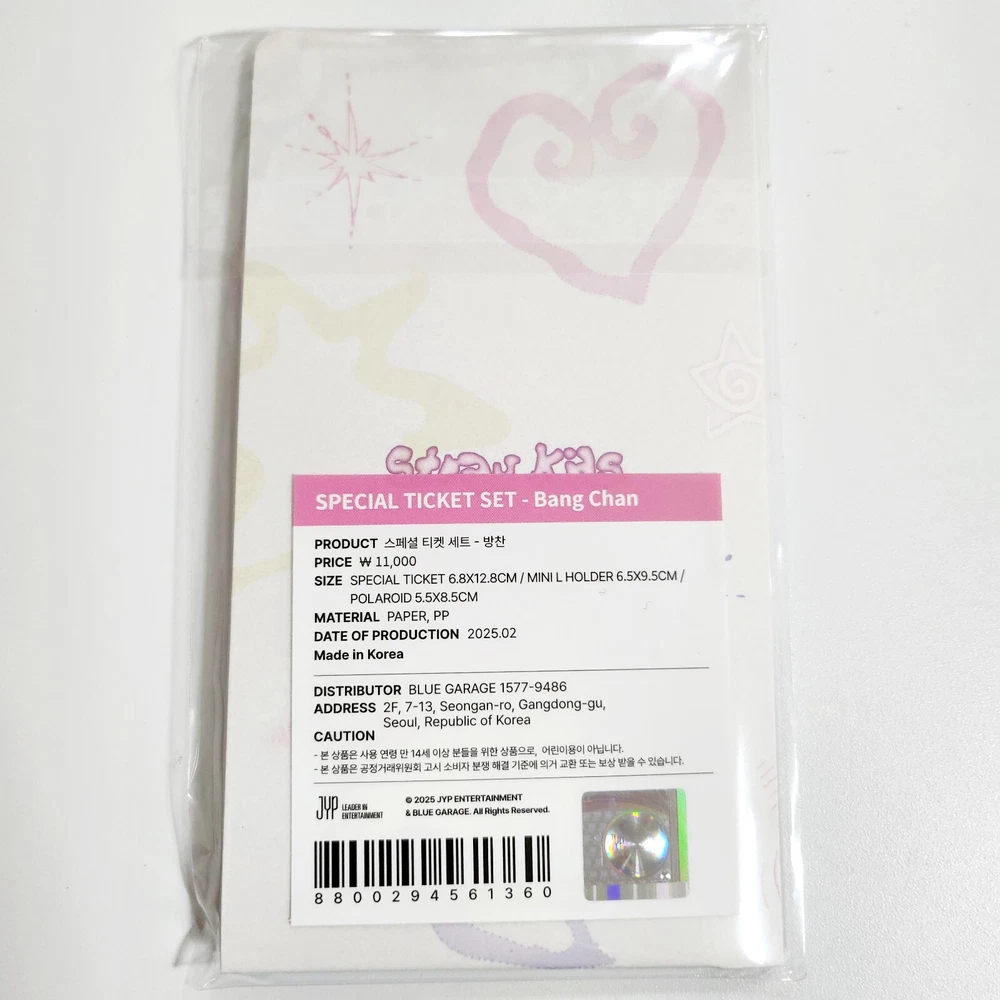 Stray Kids
SPECIAL TICKET SET - Bang Chan
PRODUCT 스페셜 티켓 세트 - 방찬
PRICE ₩ 11,000
SIZE SPECIAL TICKET 6.8X12.8CM / MINI L HOLDER 6.5X9.5CM /
POLAROID 5.5X8.5CM
MATERIAL PAPER, PP
DATE OF PRODUCTION 2025.02
Made in Korea
DISTRIBUTOR BLUE GARAGE 1577-9486
ADDRESS 2F, 7-13, Seongan-ro, Gangdong-gu,
Seoul, Republic of Korea
CAUTION
- 본 상품은 사용 연령 만 14세 이상 분들을 위한 상품으로, 어린이용이 아닙니다.
- 본 상품은 공정거래위원회 고시 소비자 분쟁 해결 기준에 의거 교환 또는 보상 받을 수 있습니다.
JYP LEADER IN
ENTERTAINMENT
© 2025 JYP ENTERTAINMENT
& BLUE GARAGE. All Rights Reserved.
8800294561360